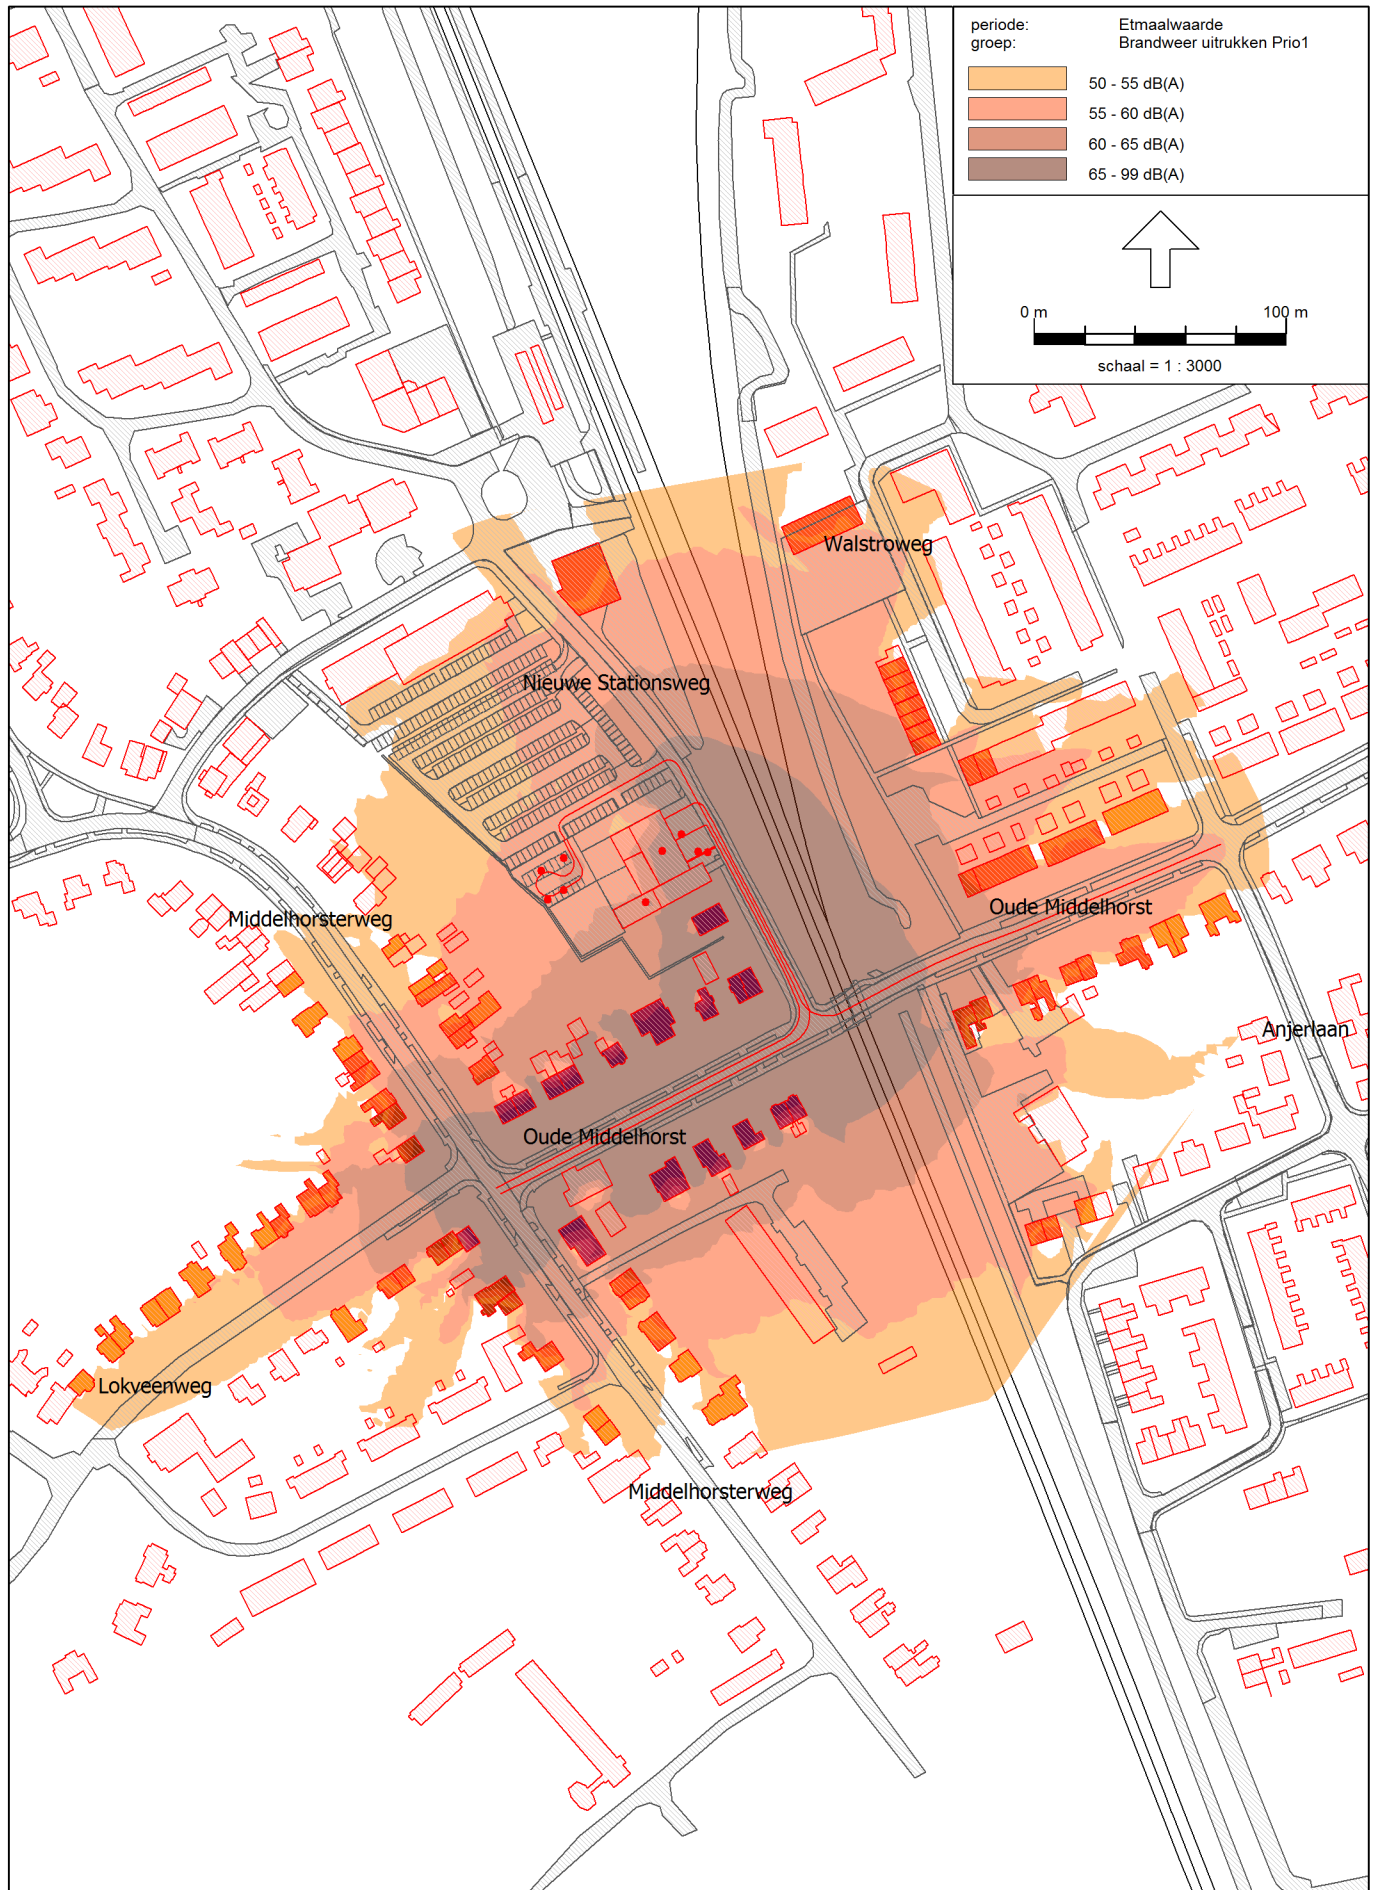 periode: Etmaalwaarde
groep: Brandweer uitrukken Prio1
50 - 55 dB(A)
55 - 60 dB(A)
60 - 65 dB(A)
65 - 99 dB(A)
0 m 100 m
schaal = 1 : 3000
Walstroweg
Nieuwe Stationsweg
Oude Middelhorst
Middelhorsterweg
Anjerlaan
Oude Middelhorst
Lokveenweg
Middelhorsterweg